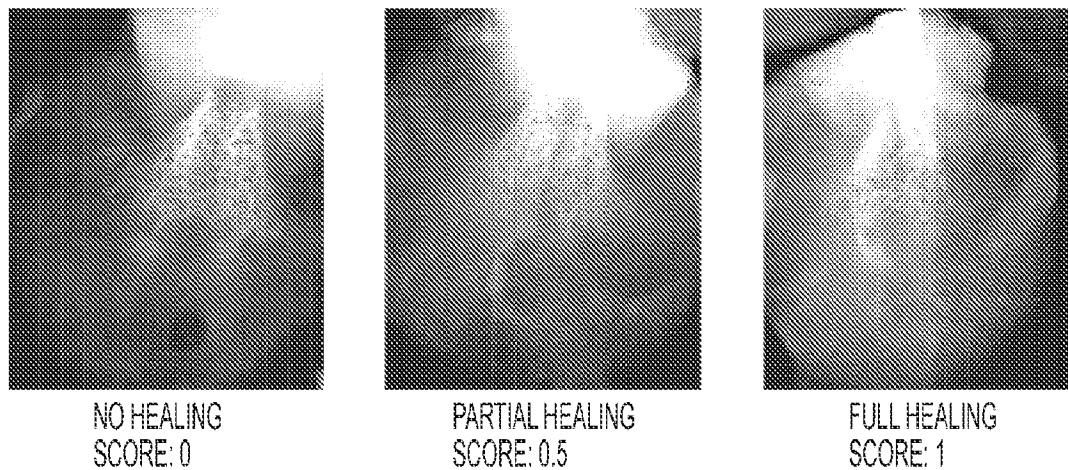 NO HEALING
SCORE: 0
PARTIAL HEALING
SCORE: 0.5
FULL HEALING
SCORE: 1